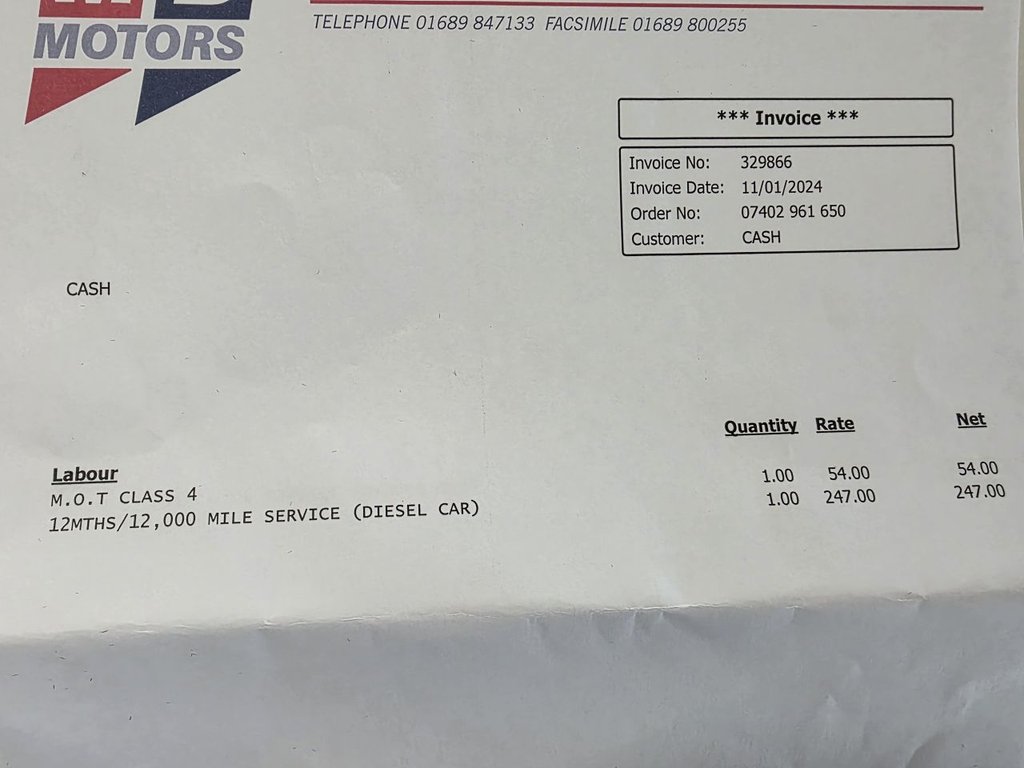 MOTORS
TELEPHONE 01689 847133 FACSIMILE 01689 800255
*** Invoice ***
Invoice No: 329866
Invoice Date: 11/01/2024
Order No: 07402 961 650
Customer: CASH
CASH
Quantity Rate Net
Labour
M.O.T CLASS 4 1.00 54.00 54.00
12MTHS/12,000 MILE SERVICE (DIESEL CAR) 1.00 247.00 247.00